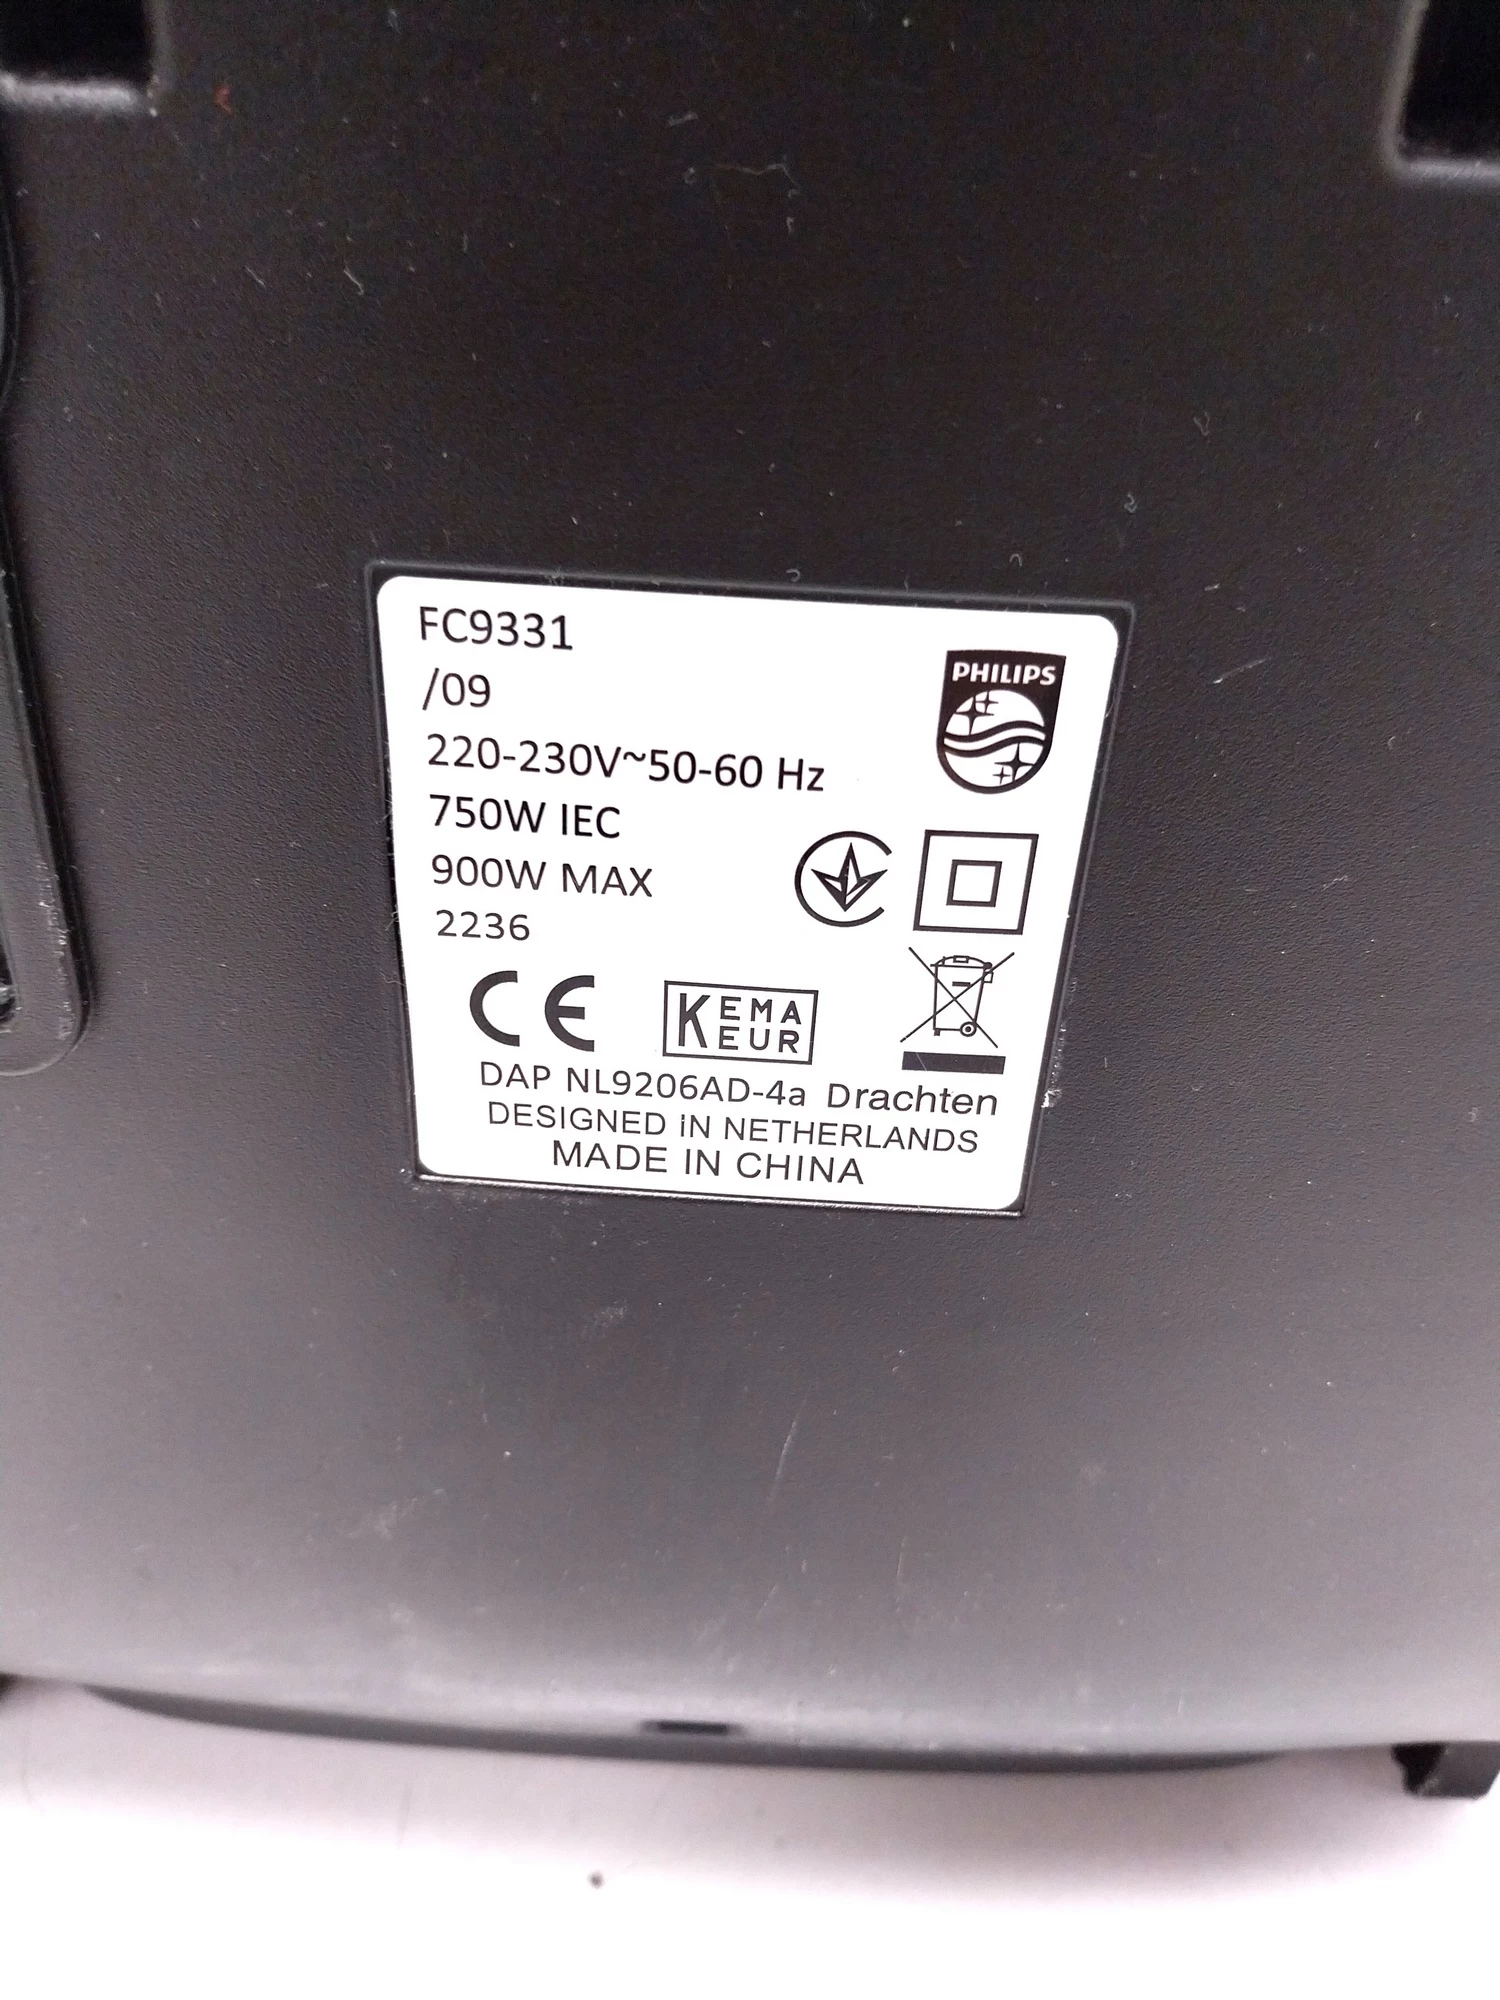 FC9331
/09
220-230V~50-60 Hz
750W IEC
900W MAX
2236
PHILIPS
CE
KEMA
EUR
DAP NL9206AD-4a Drachten
DESIGNED iN NETHERLANDS
MADE IN CHINA